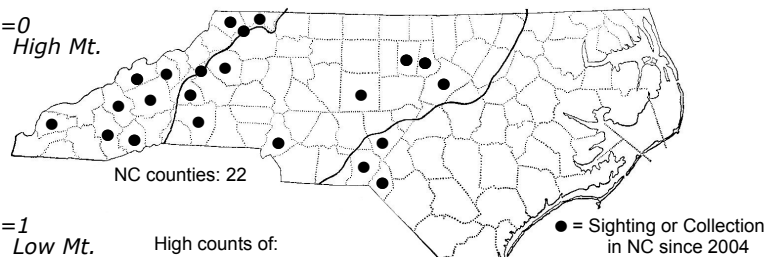 =0
High Mt.
NC counties: 22
=1
Low Mt.
High counts of:
● = Sighting or Collection
in NC since 2004